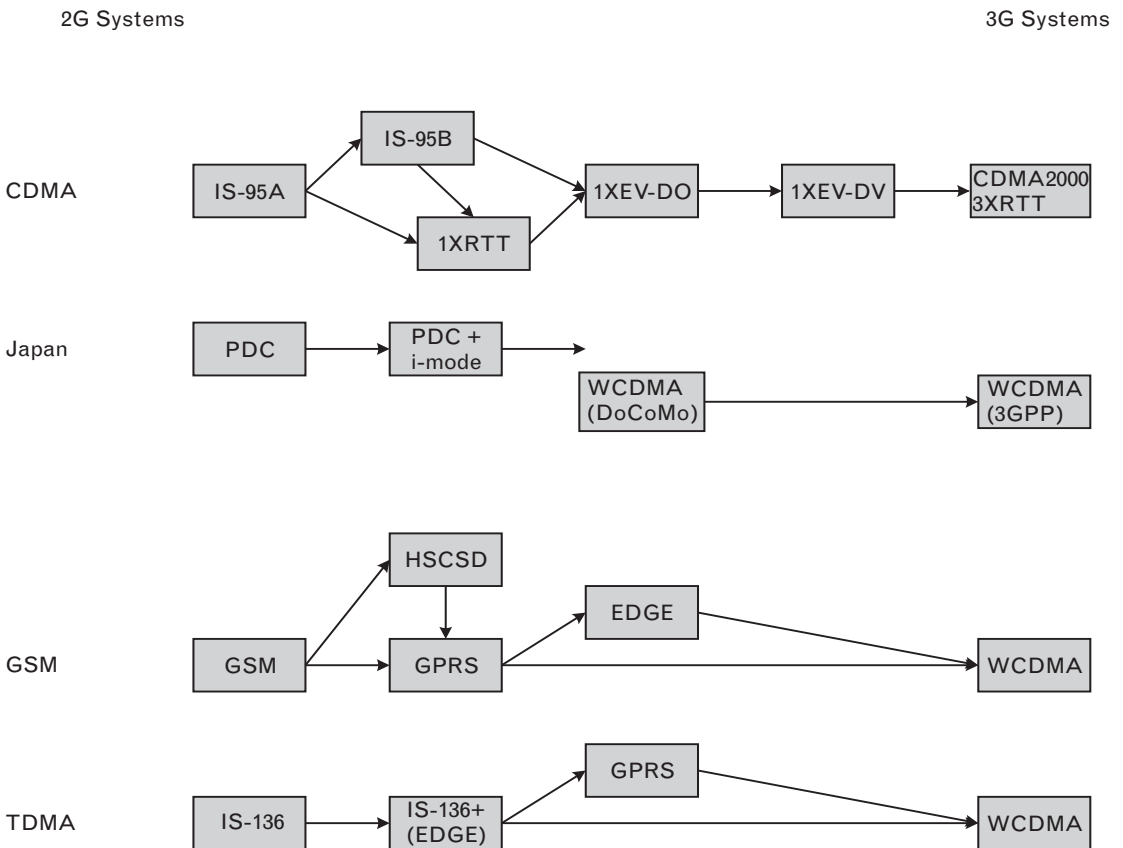 2G Systems
3G Systems
CDMA
IS-95A
IS-95B
1XRTT
1XEV-DO
1XEV-DV
CDMA2000
3XRTT
Japan
PDC
PDC +
i-mode
WCDMA
(DoCoMo)
WCDMA
(3GPP)
GSM
GSM
HSCSD
GPRS
EDGE
WCDMA
TDMA
IS-136
IS-136+
(EDGE)
GPRS
WCDMA